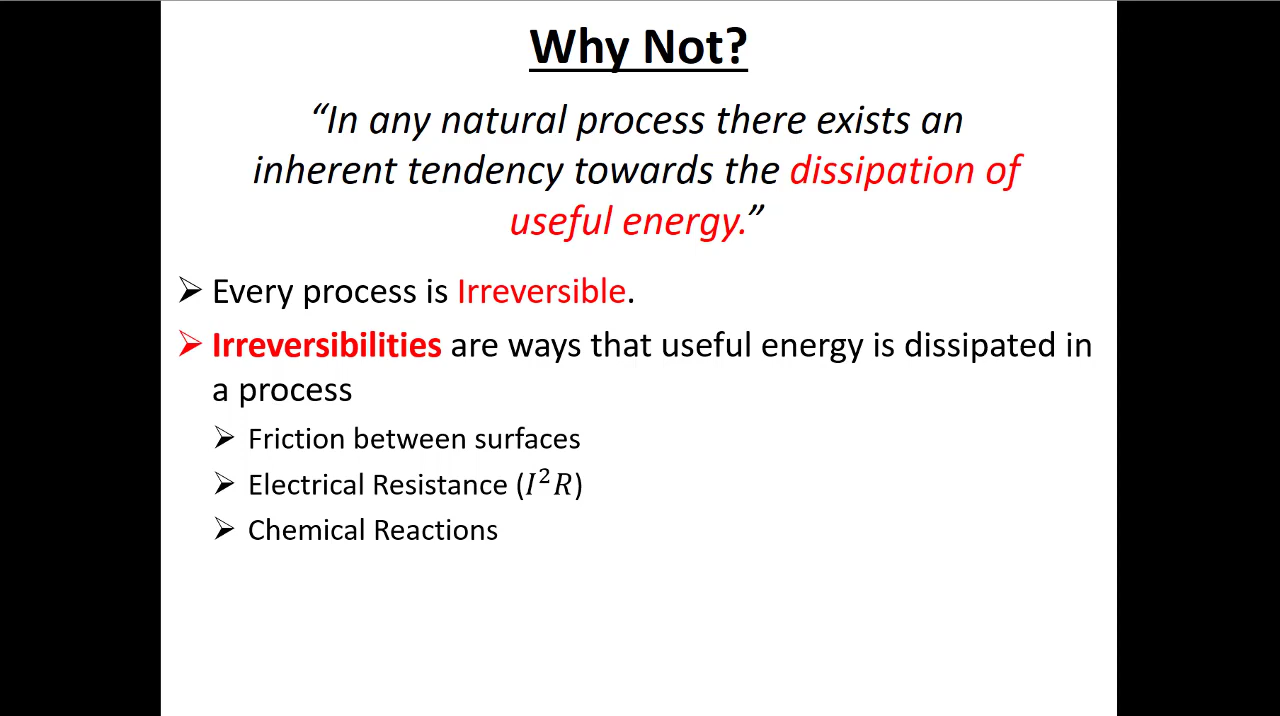 Why Not?
“In any natural process there exists an
inherent tendency towards the dissipation of
useful energy.”
➢ Every process is Irreversible.
➢ Irreversibilities are ways that useful energy is dissipated in
a process
➢ Friction between surfaces
➢ Electrical Resistance (𝐼²𝑅)
➢ Chemical Reactions